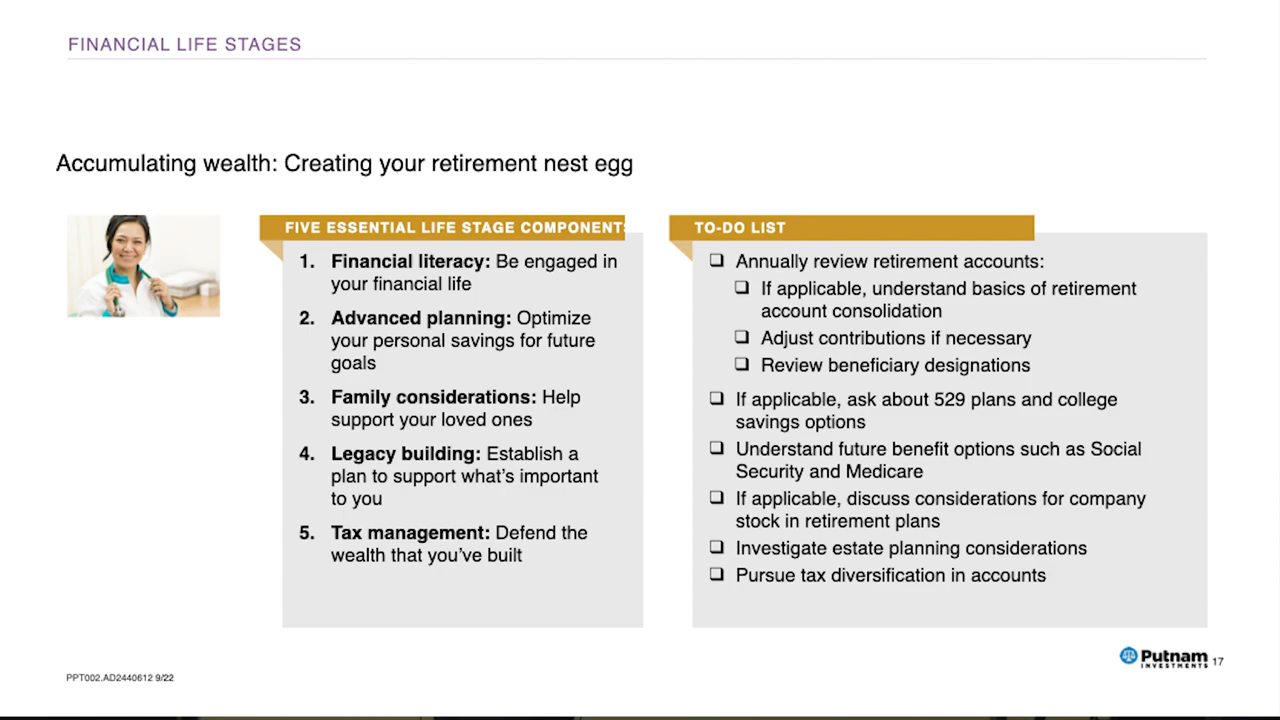 FINANCIAL LIFE STAGES
Accumulating wealth: Creating your retirement nest egg
FIVE ESSENTIAL LIFE STAGE COMPONENTS
1. Financial literacy: Be engaged in
your financial life
2. Advanced planning: Optimize
your personal savings for future
goals
3. Family considerations: Help
support your loved ones
4. Legacy building: Establish a
plan to support what’s important
to you
5. Tax management: Defend the
wealth that you’ve built
TO-DO LIST
❑ Annually review retirement accounts:
❑ If applicable, understand basics of retirement
account consolidation
❑ Adjust contributions if necessary
❑ Review beneficiary designations
❑ If applicable, ask about 529 plans and college
savings options
❑ Understand future benefit options such as Social
Security and Medicare
❑ If applicable, discuss considerations for company
stock in retirement plans
❑ Investigate estate planning considerations
❑ Pursue tax diversification in accounts
Putnam
INVESTMENTS
17
PPT002.AD2440612 9/22